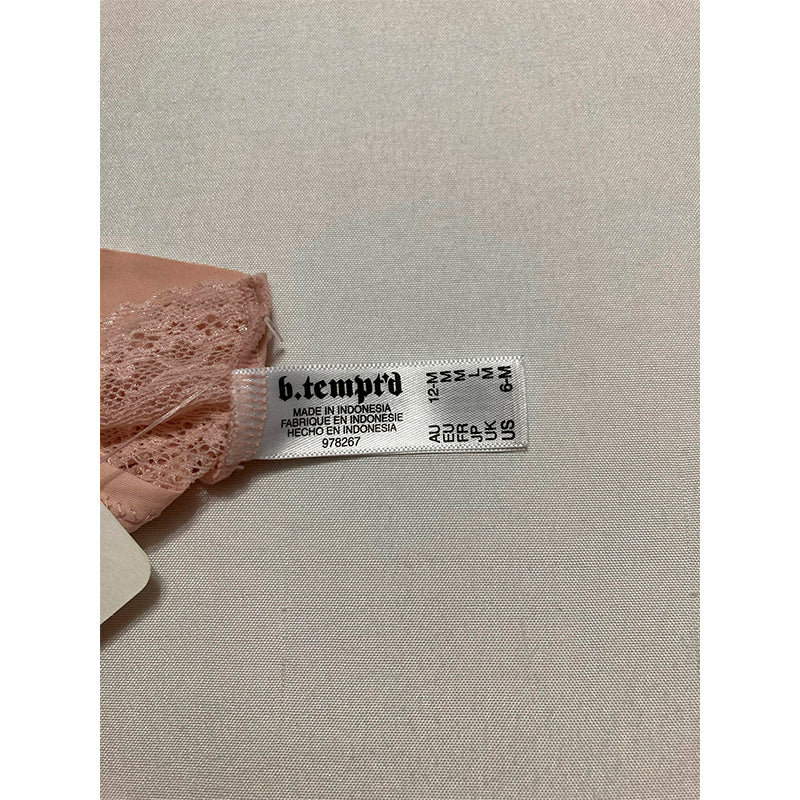 b.tempt'd
MADE IN INDONESIA
FABRIQUE EN INDONESIE
HECHO EN INDONESIA
978267
AU 12-M
EU M
FR M
JP L
UK M
US 6-M